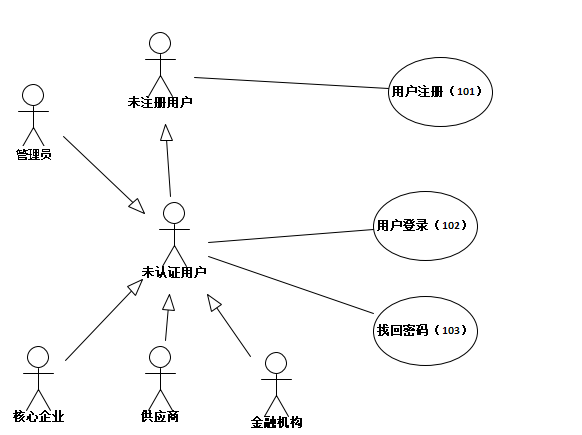 未注册用户
用户注册（101）
管理员
用户登录（102）
未认证用户
找回密码（103）
核心企业
供应商
金融机构